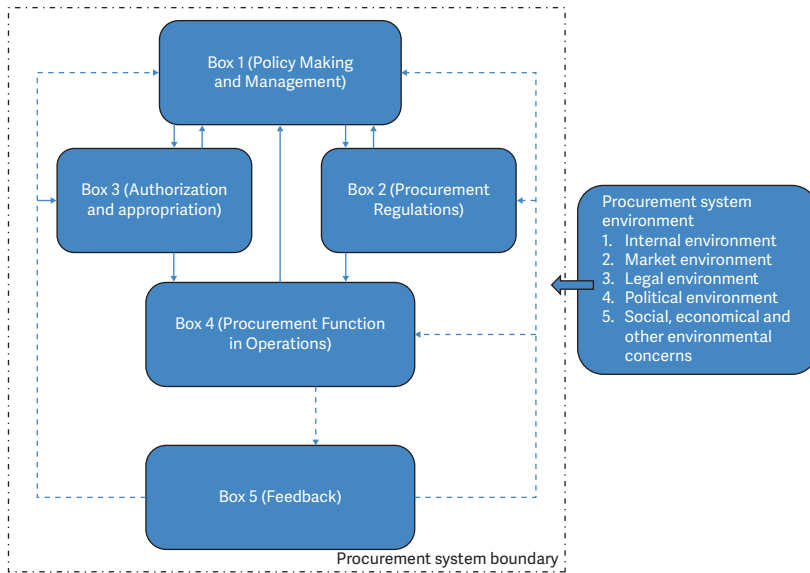 Box 1 (Policy Making
and Management)
Box 3 (Authorization
and appropriation)
Box 2 (Procurement
Regulations)
Box 4 (Procurement Function
in Operations)
Box 5 (Feedback)
Procurement system boundary
Procurement system
environment
1. Internal environment
2. Market environment
3. Legal environment
4. Political environment
5. Social, economical and
other environmental
concerns